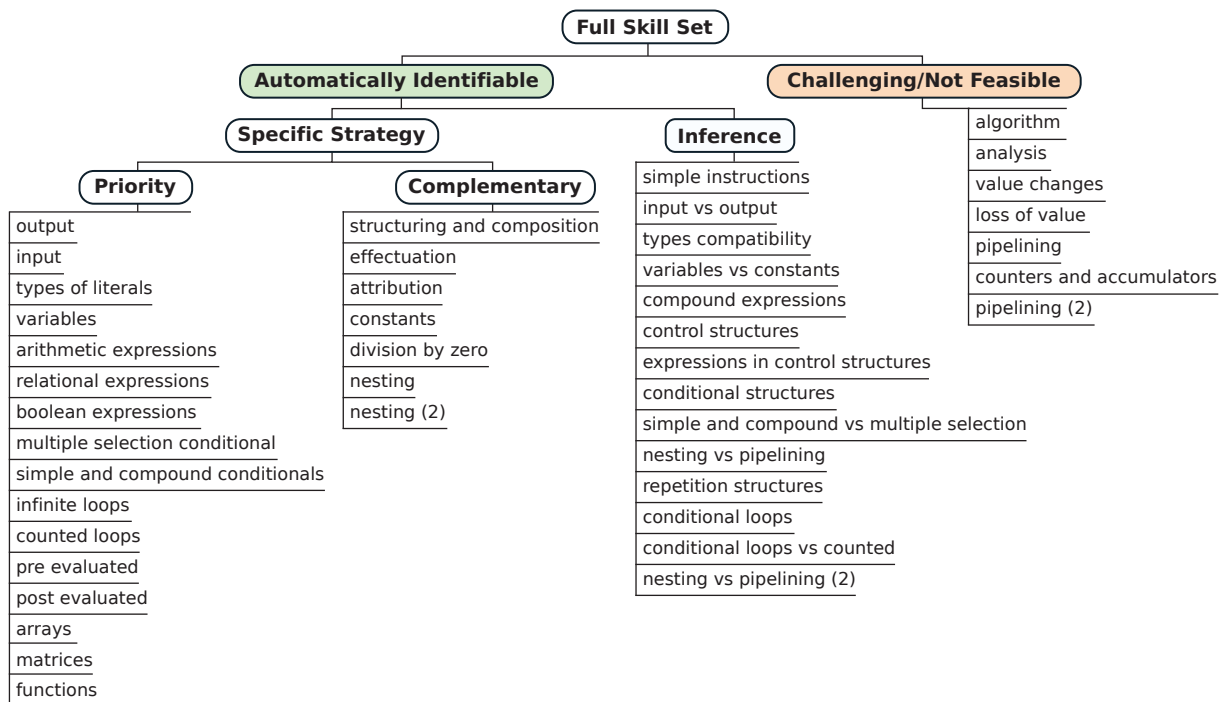 Full Skill Set
Automatically Identifiable
Challenging/Not Feasible
Specific Strategy
Inference
Priority
Complementary
output
input
types of literals
variables
arithmetic expressions
relational expressions
boolean expressions
multiple selection conditional
simple and compound conditionals
infinite loops
counted loops
pre evaluated
post evaluated
arrays
matrices
functions
structuring and composition
effectuation
attribution
constants
division by zero
nesting
nesting (2)
simple instructions
input vs output
types compatibility
variables vs constants
compound expressions
control structures
expressions in control structures
conditional structures
simple and compound vs multiple selection
nesting vs pipelining
repetition structures
conditional loops
conditional loops vs counted
nesting vs pipelining (2)
algorithm
analysis
value changes
loss of value
pipelining
counters and accumulators
pipelining (2)